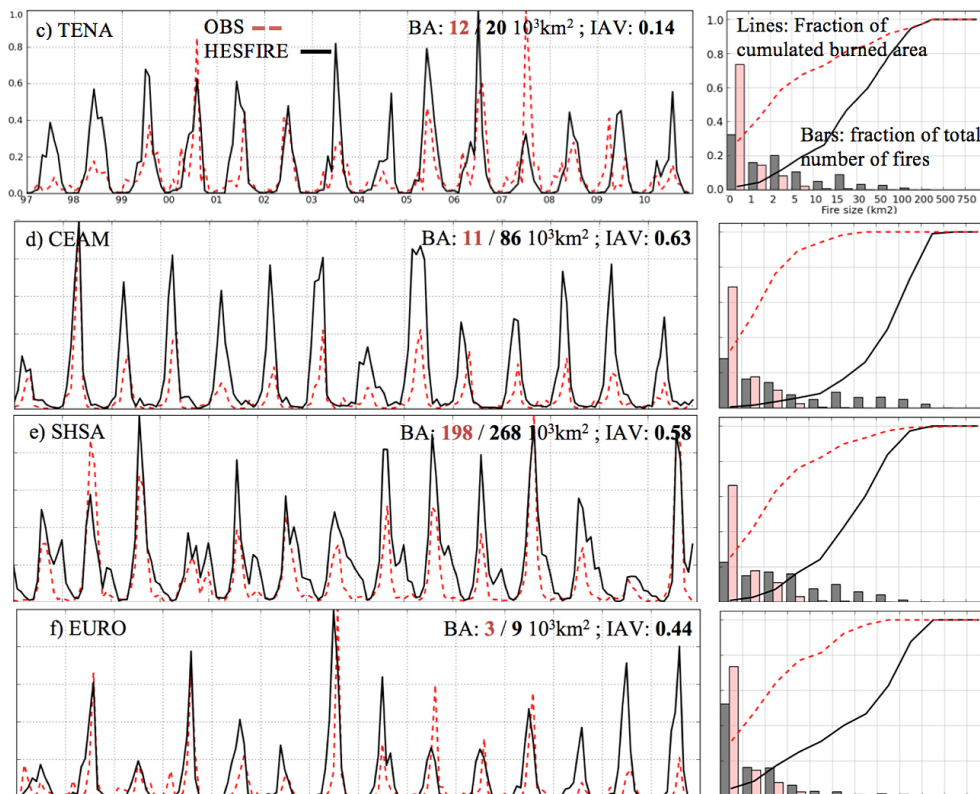 c) TENA
OBS
HESFIRE
BA: 12 / 20 10³km² ; IAV: 0.14
1.0
0.8
0.6
0.4
0.2
0.0
97 98 99 00 01 02 03 04 05 06 07 08 09 10
Lines: Fraction of
cumulated burned area
Bars: fraction of total
number of fires
1.0
0.8
0.6
0.4
0.2
0.0
0 1 2 5 10 15 30 50 100 200 500 750
Fire size (km2)
d) CEAM
BA: 11 / 86 10³km² ; IAV: 0.63
e) SHSA
BA: 198 / 268 10³km² ; IAV: 0.58
f) EURO
BA: 3 / 9 10³km² ; IAV: 0.44